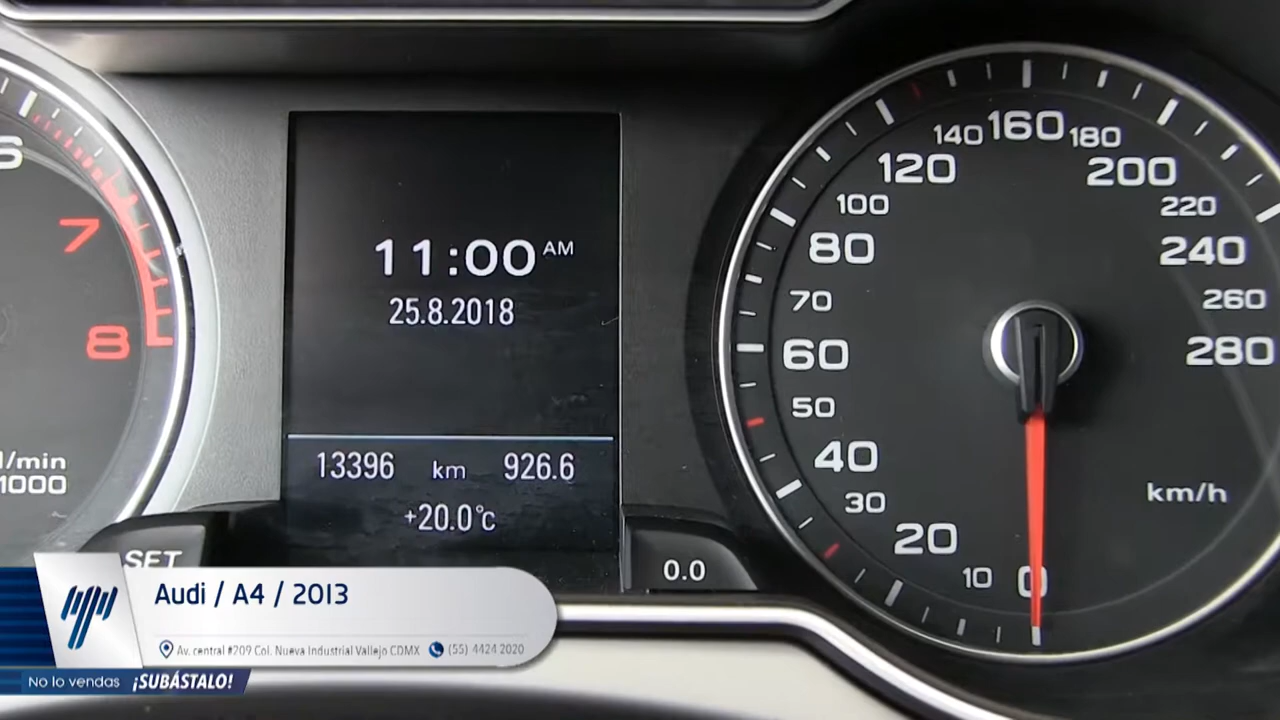 6
7
8
1/min
1000
SET
11:00 AM
25.8.2018
13396 km 926.6
+20.0°C
0.0
0
10
20
30
40
50
60
70
80
100
120
140
160
180
200
220
240
260
280
km/h
Audi / A4 / 2013
Av. central #209 Col. Nueva Industrial Vallejo CDMX (55) 4424 2020
No lo vendas ¡SUBÁSTALO!